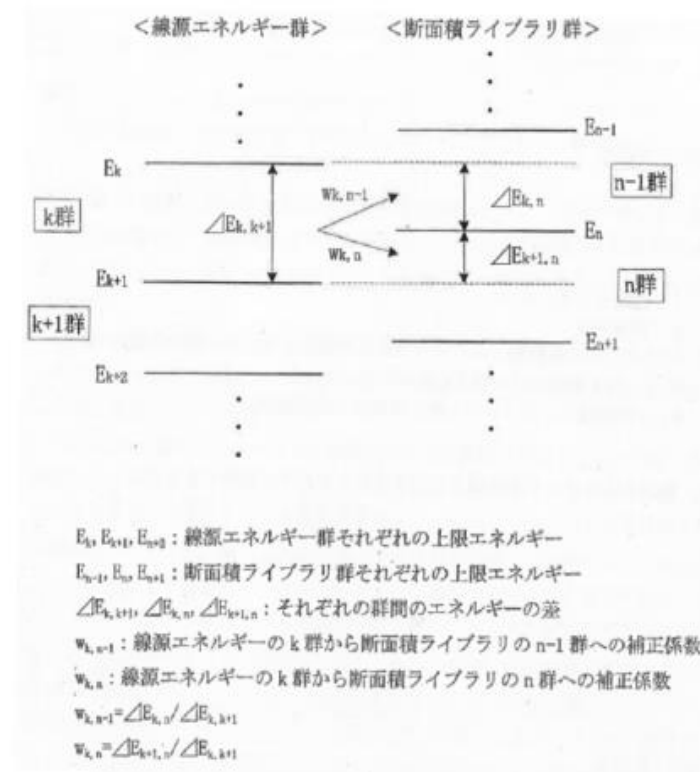 <線源エネルギー群> <断面積ライブラリ群>
En-1
Ek
n-1群
wk, n-1
⊿Ek, n
k群
⊿Ek, k+1
En
wk, n
⊿Ek+1, n
Ek+1
n群
k+1群
En+1
Ek+2
Ek, Ek+1, En+2：線源エネルギー群それぞれの上限エネルギー
En-1, En, En+1：断面積ライブラリ群それぞれの上限エネルギー
⊿Ek, k+1, ⊿Ek, n, ⊿Ek+1, n：それぞれの群間のエネルギーの差
wk, n-1：線源エネルギーの k 群から断面積ライブラリの n-1 群への補正係数
wk, n：線源エネルギーの k 群から断面積ライブラリの n 群への補正係数
wk, n-1=⊿Ek, n/⊿Ek, k+1
wk, n=⊿Ek+1, n/⊿Ek, k+1